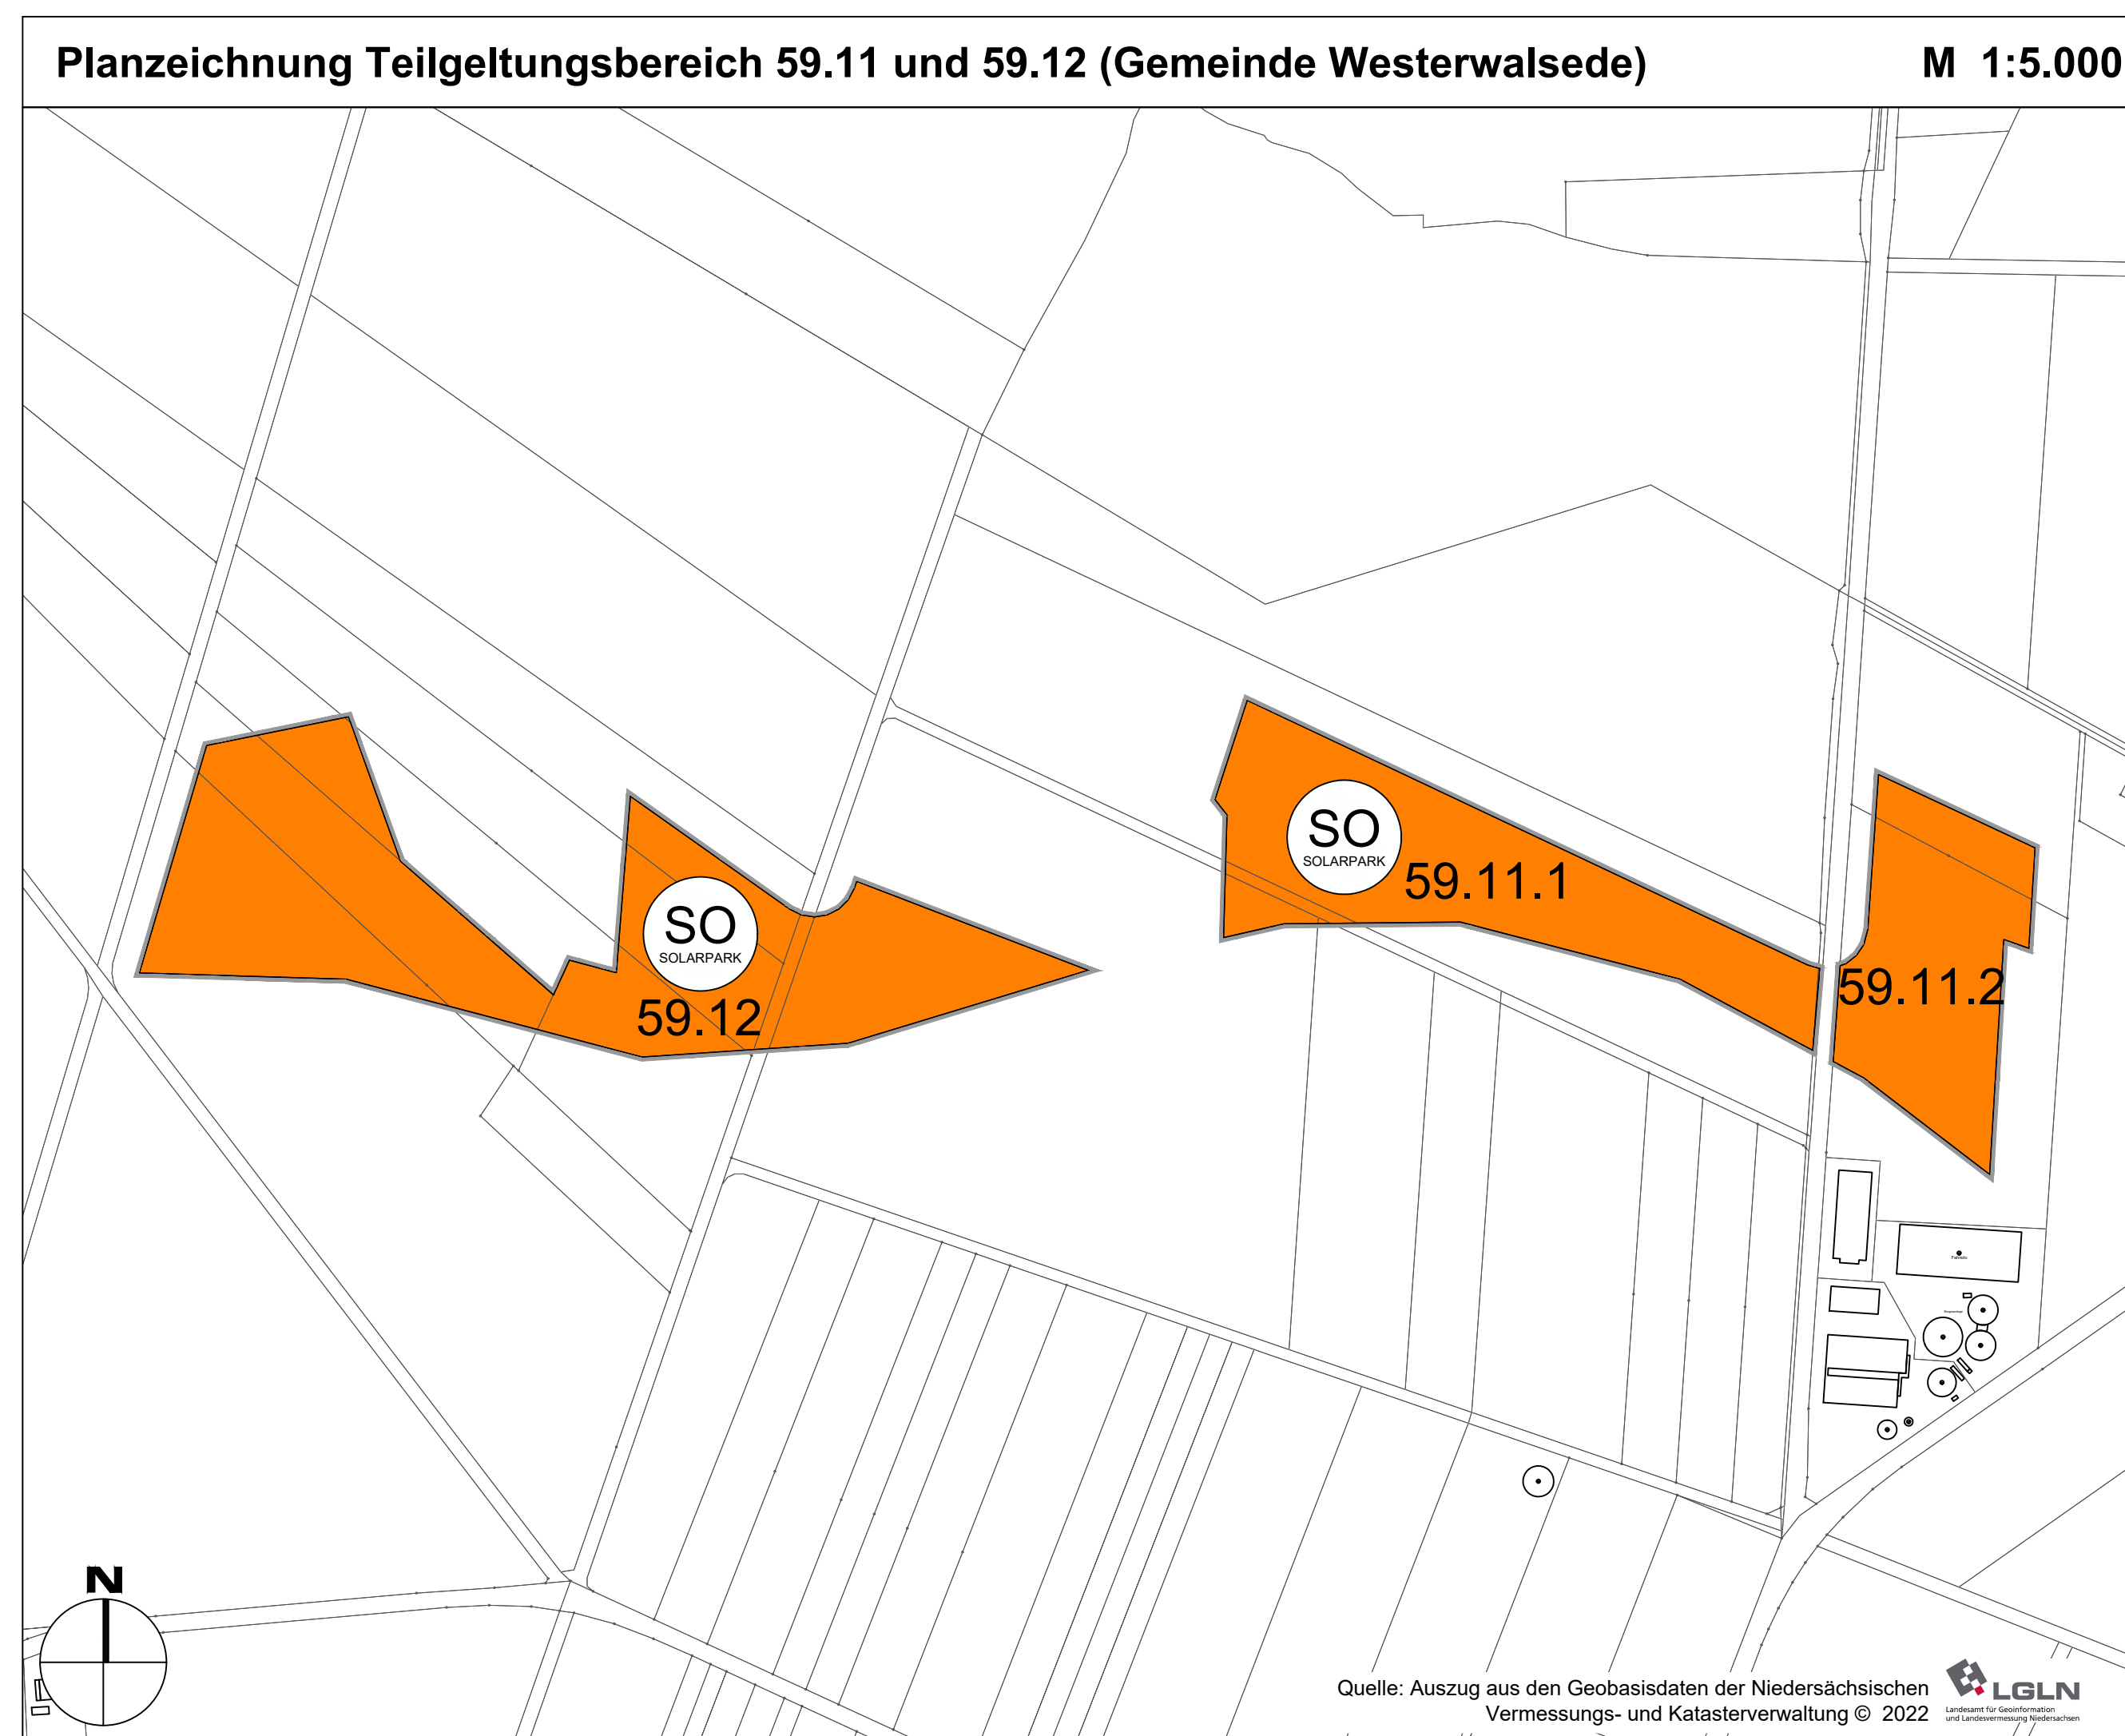 Planzeichnung Teilgeltungsbereich 59.11 und 59.12 (Gemeinde Westerwalsede) M 1:5.000
SO
SOLARPARK
59.11.1
SO
SOLARPARK
59.12
59.11.2
N
Quelle: Auszug aus den Geobasisdaten der Niedersächsischen
Vermessungs- und Katasterverwaltung © 2022
LGLN
Landesamt für Geoinformation
und Landesvermessung Niedersachsen